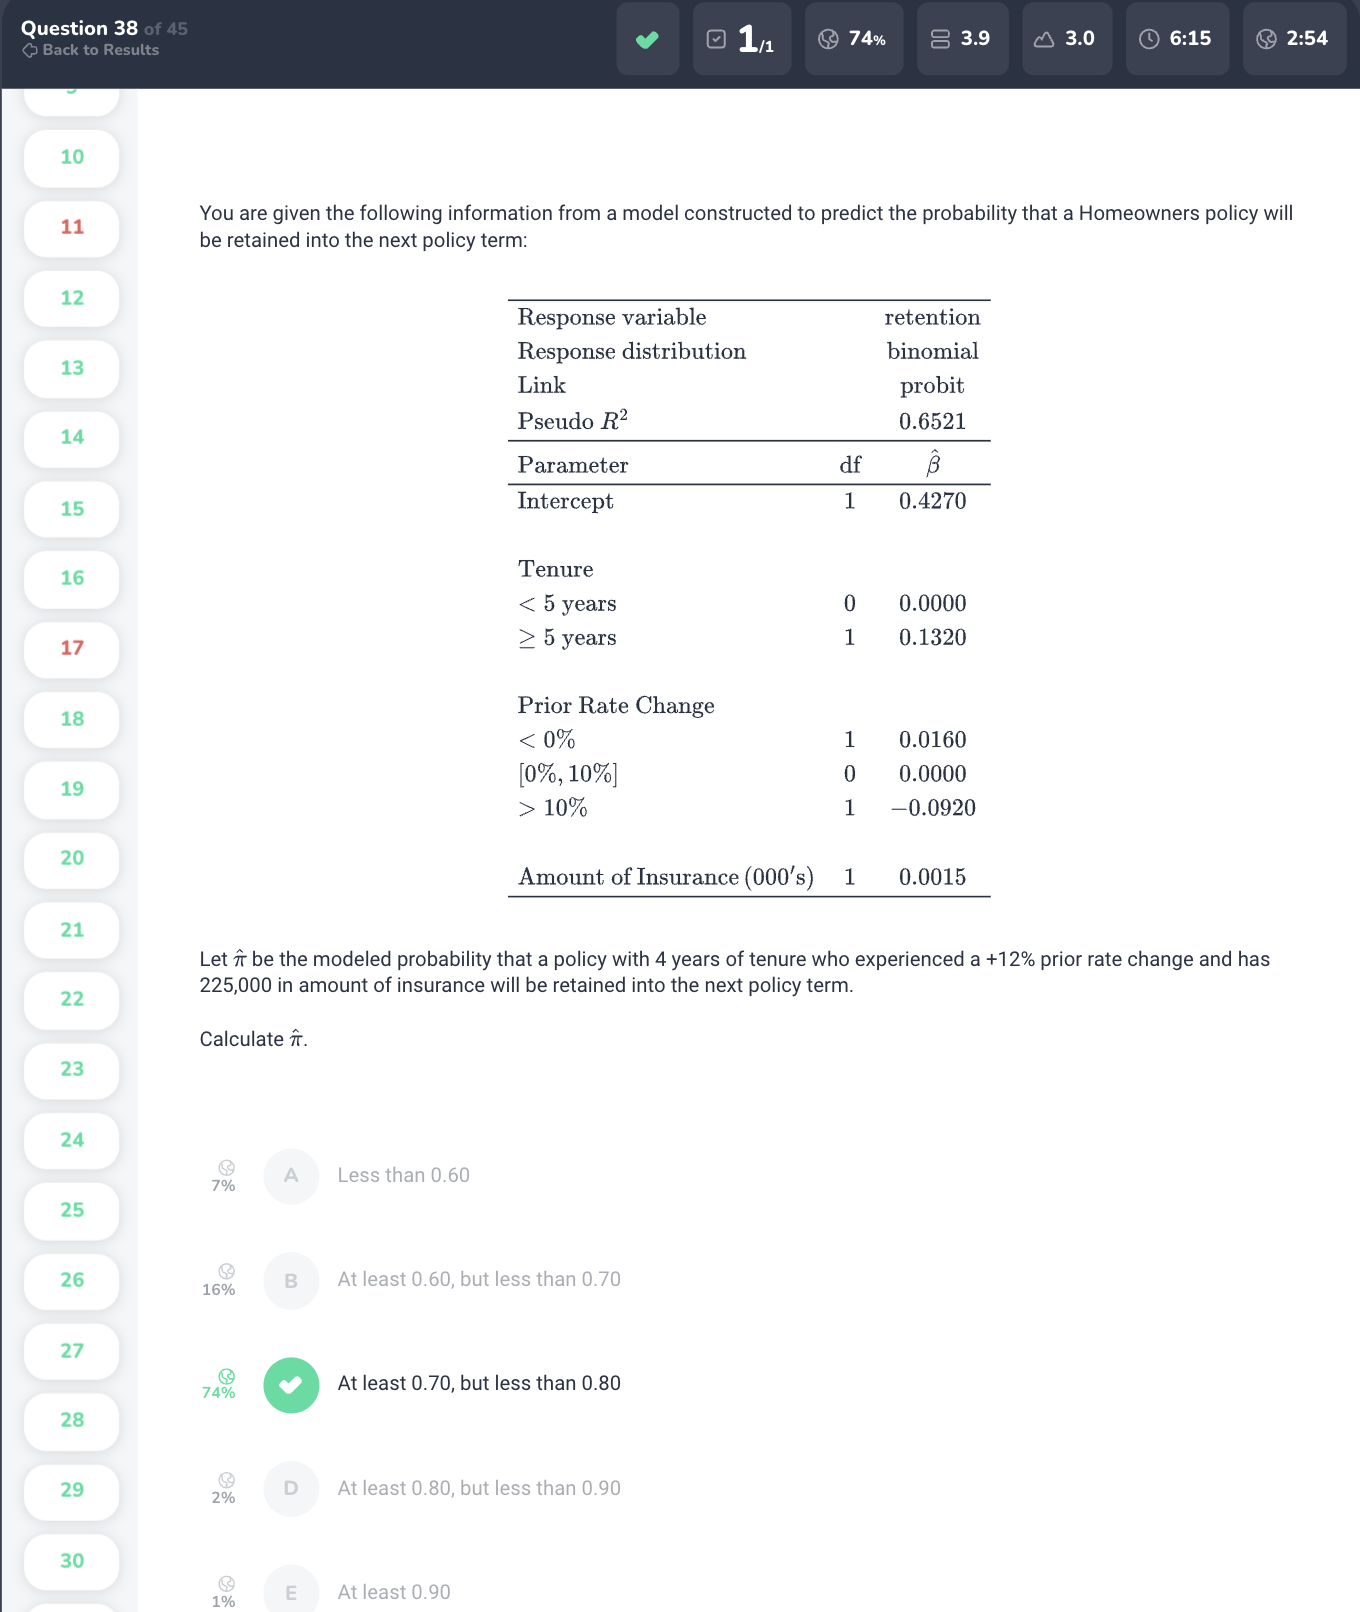 Question 38 of 45
Back to Results
1/1
74%
3.9
3.0
6:15
2:54
10
11
12
13
14
15
16
17
18
19
20
21
22
23
24
25
26
27
28
29
30
You are given the following information from a model constructed to predict the probability that a Homeowners policy will
be retained into the next policy term:
Response variable retention
Response distribution binomial
Link probit
Pseudo R² 0.6521
Parameter df β̂
Intercept 1 0.4270
Tenure
< 5 years 0 0.0000
≥ 5 years 1 0.1320
Prior Rate Change
< 0% 1 0.0160
[0%, 10%] 0 0.0000
> 10% 1 −0.0920
Amount of Insurance (000′s) 1 0.0015
Let π̂ be the modeled probability that a policy with 4 years of tenure who experienced a +12% prior rate change and has
225,000 in amount of insurance will be retained into the next policy term.
Calculate π̂.
7% A Less than 0.60
16% B At least 0.60, but less than 0.70
74% At least 0.70, but less than 0.80
2% D At least 0.80, but less than 0.90
1% E At least 0.90